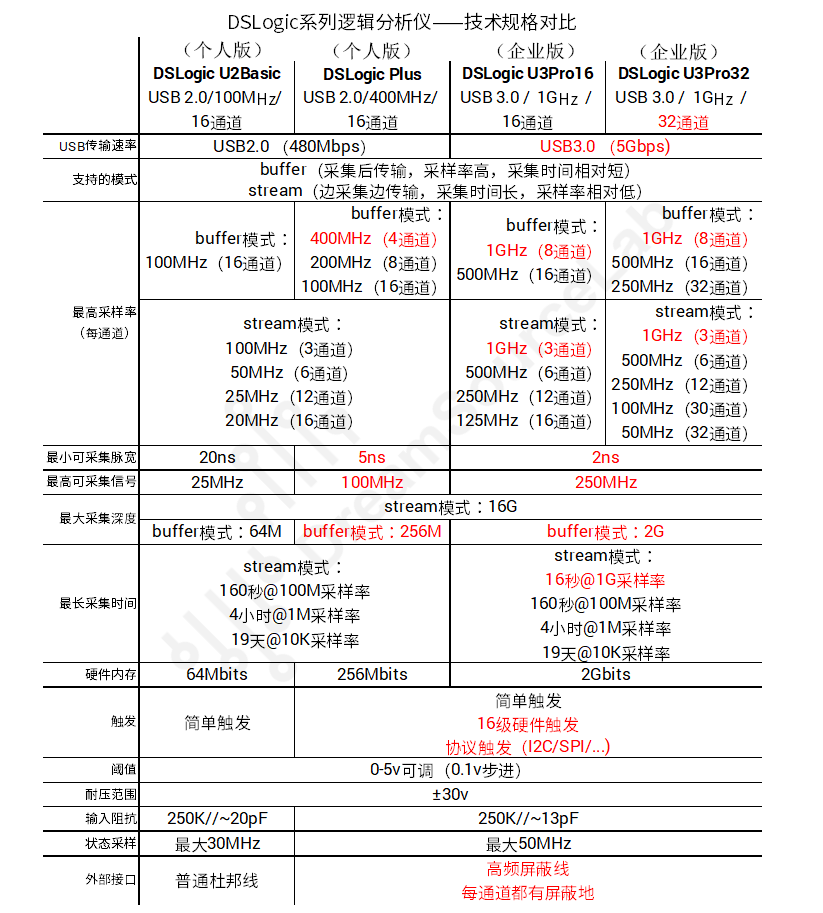 DSLogic系列逻辑分析仪——技术规格对比
（个人版） （个人版） （企业版） （企业版）
DSLogic U2Basic DSLogic Plus DSLogic U3Pro16 DSLogic U3Pro32
USB 2.0/100MHz/ USB 2.0/400MHz/ USB 3.0 / 1GHz / USB 3.0 / 1GHz /
16通道 16通道 16通道 32通道
USB传输速率 USB2.0（480Mbps） USB3.0（5Gbps）
支持的模式
buffer（采集后传输，采样率高，采集时间相对短）
stream（边采集边传输，采集时间长，采样率相对低）
最高采样率
（每通道）
buffer模式：
100MHz（16通道）
buffer模式：
400MHz（4通道）
200MHz（8通道）
100MHz（16通道）
buffer模式：
1GHz（8通道）
500MHz（16通道）
buffer模式：
1GHz（8通道）
500MHz（16通道）
250MHz（32通道）
stream模式：
100MHz（3通道）
50MHz（6通道）
25MHz（12通道）
20MHz（16通道）
stream模式：
1GHz（3通道）
500MHz（6通道）
250MHz（12通道）
125MHz（16通道）
stream模式：
1GHz（3通道）
500MHz（6通道）
250MHz（12通道）
100MHz（30通道）
50MHz（32通道）
最小可采集脉宽 20ns 5ns 2ns
最高可采集信号 25MHz 100MHz 250MHz
最大采集深度
stream模式：16G
buffer模式：64M buffer模式：256M buffer模式：2G
最长采集时间
stream模式：
160秒@100M采样率
4小时@1M采样率
19天@10K采样率
stream模式：
16秒@1G采样率
160秒@100M采样率
4小时@1M采样率
19天@10K采样率
硬件内存 64Mbits 256Mbits 2Gbits
触发
简单触发
简单触发
16级硬件触发
协议触发（I2C/SPI/...)
阈值 0-5v可调（0.1v步进）
耐压范围 ±30v
输入阻抗 250K//~20pF 250K//~13pF
状态采样 最大30MHz 最大50MHz
外部接口
普通杜邦线
高频屏蔽线
每通道都有屏蔽地
DreamSourceLab